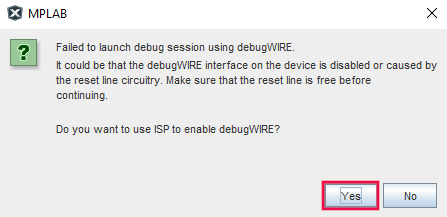 MPLAB
Failed to launch debug session using debugWIRE.
It could be that the debugWIRE interface on the device is disabled or caused by
the reset line circuitry. Make sure that the reset line is free before
continuing.
Do you want to use ISP to enable debugWIRE?
Yes No